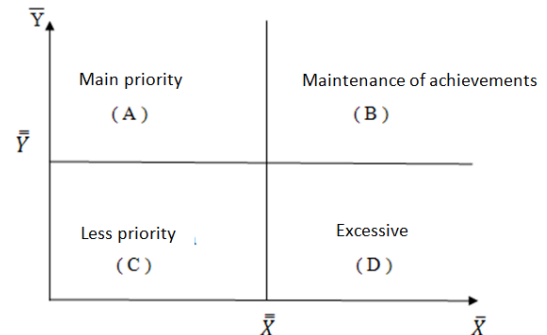 Y̅
Main priority
Maintenance of achievements
(A)
(B)
Y̿
Less priority
Excessive
(C)
(D)
X̿
X̅